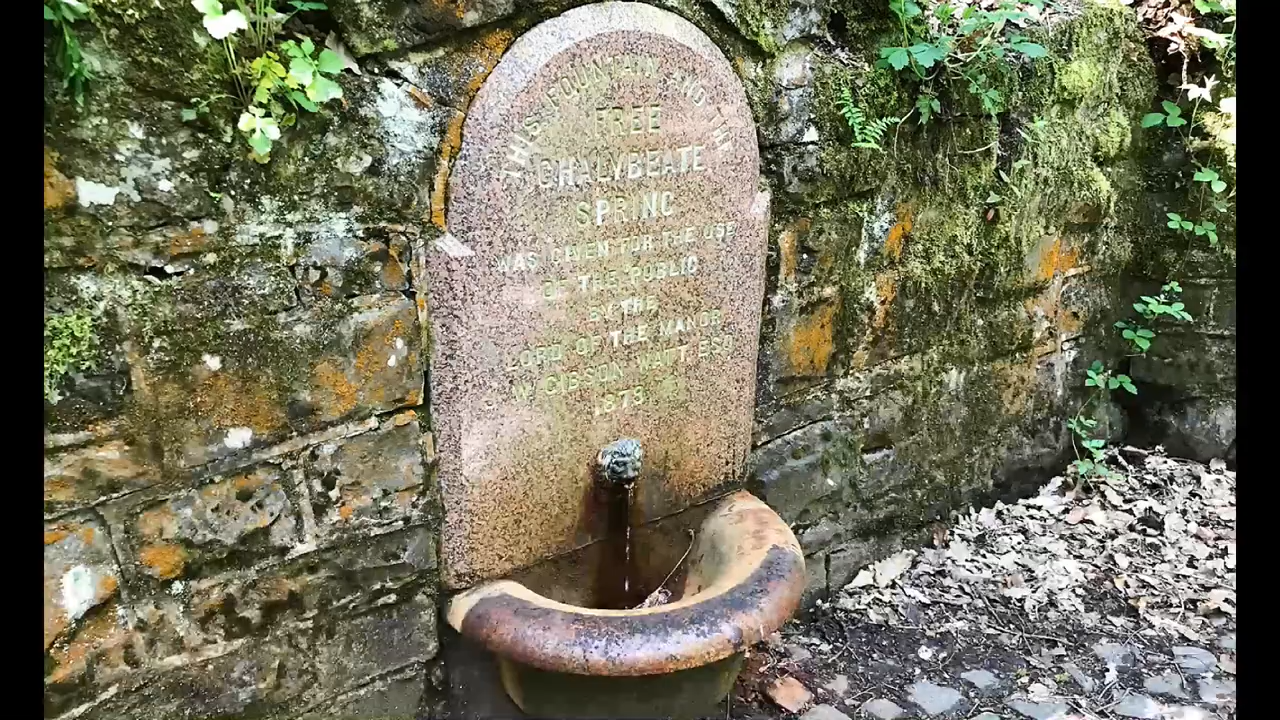 THIS FOUNTAIN AND THE
FREE
CHALYBEATE
SPRING
WAS GIVEN FOR THE USE
OF THE PUBLIC
BY THE
LORD OF THE MANOR
W. GIBSON WATT. ESQ
1879